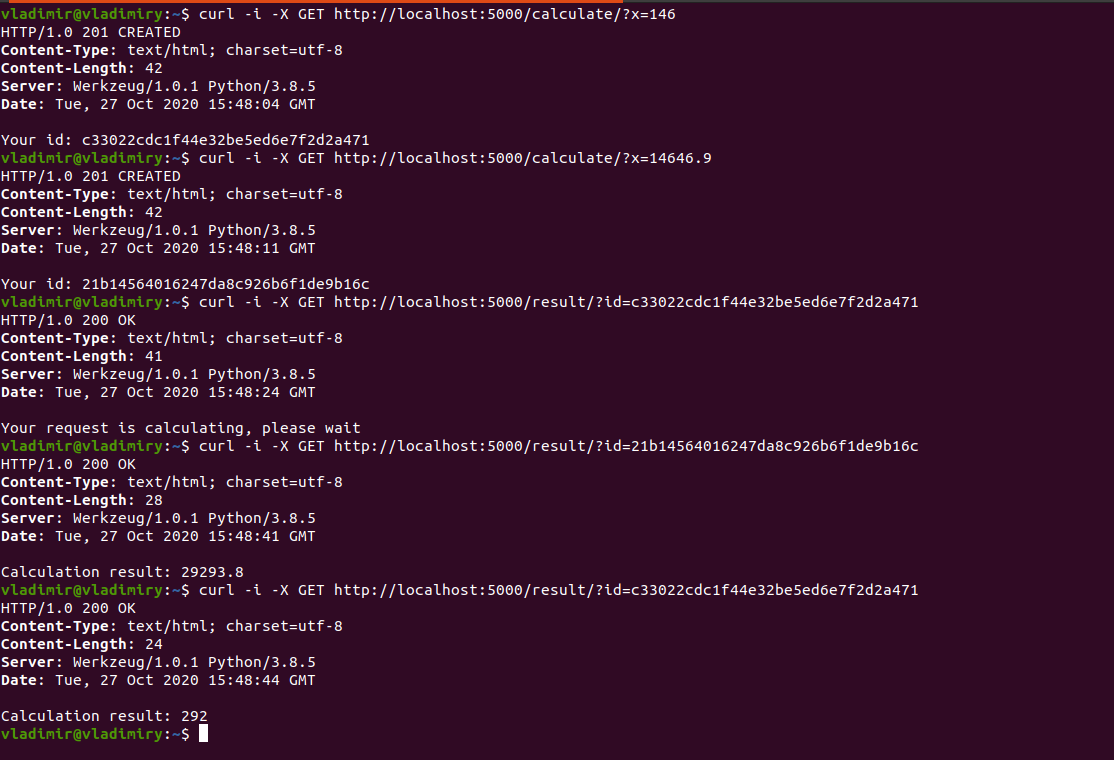 vladimir@vladimiry:~$ curl -i -X GET http://localhost:5000/calculate/?x=146
HTTP/1.0 201 CREATED
Content-Type: text/html; charset=utf-8
Content-Length: 42
Server: Werkzeug/1.0.1 Python/3.8.5
Date: Tue, 27 Oct 2020 15:48:04 GMT

Your id: c33022cdc1f44e32be5ed6e7f2d2a471
vladimir@vladimiry:~$ curl -i -X GET http://localhost:5000/calculate/?x=14646.9
HTTP/1.0 201 CREATED
Content-Type: text/html; charset=utf-8
Content-Length: 42
Server: Werkzeug/1.0.1 Python/3.8.5
Date: Tue, 27 Oct 2020 15:48:11 GMT

Your id: 21b14564016247da8c926b6f1de9b16c
vladimir@vladimiry:~$ curl -i -X GET http://localhost:5000/result/?id=c33022cdc1f44e32be5ed6e7f2d2a471
HTTP/1.0 200 OK
Content-Type: text/html; charset=utf-8
Content-Length: 41
Server: Werkzeug/1.0.1 Python/3.8.5
Date: Tue, 27 Oct 2020 15:48:24 GMT

Your request is calculating, please wait
vladimir@vladimiry:~$ curl -i -X GET http://localhost:5000/result/?id=21b14564016247da8c926b6f1de9b16c
HTTP/1.0 200 OK
Content-Type: text/html; charset=utf-8
Content-Length: 28
Server: Werkzeug/1.0.1 Python/3.8.5
Date: Tue, 27 Oct 2020 15:48:41 GMT

Calculation result: 29293.8
vladimir@vladimiry:~$ curl -i -X GET http://localhost:5000/result/?id=c33022cdc1f44e32be5ed6e7f2d2a471
HTTP/1.0 200 OK
Content-Type: text/html; charset=utf-8
Content-Length: 24
Server: Werkzeug/1.0.1 Python/3.8.5
Date: Tue, 27 Oct 2020 15:48:44 GMT

Calculation result: 292
vladimir@vladimiry:~$